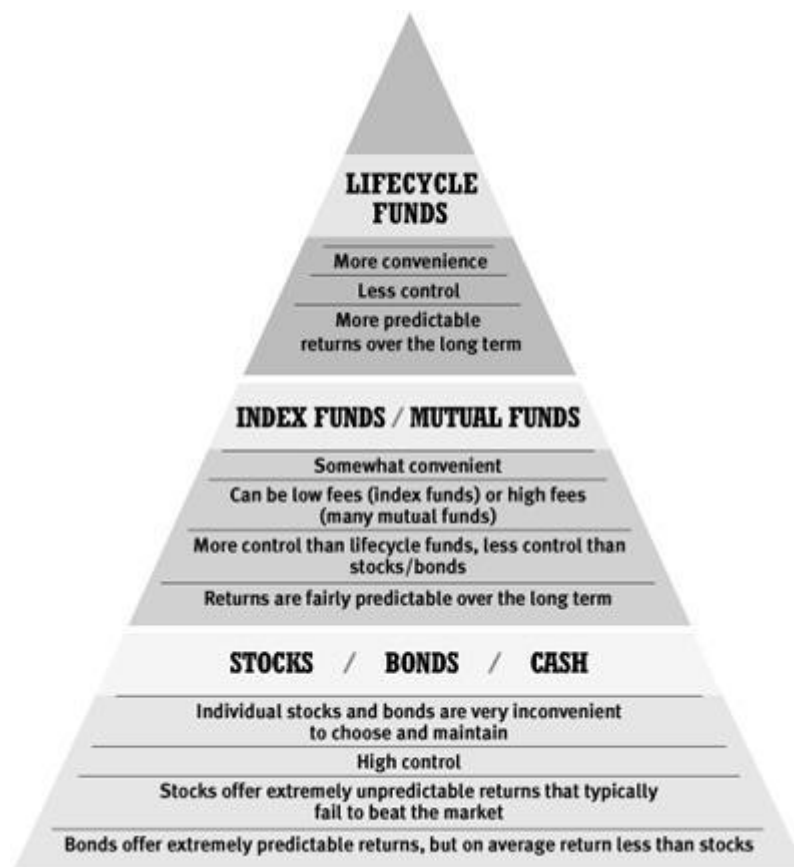 LIFECYCLE
FUNDS
More convenience
Less control
More predictable
returns over the long term
INDEX FUNDS / MUTUAL FUNDS
Somewhat convenient
Can be low fees (index funds) or high fees
(many mutual funds)
More control than lifecycle funds, less control than
stocks/bonds
Returns are fairly predictable over the long term
STOCKS / BONDS / CASH
Individual stocks and bonds are very inconvenient
to choose and maintain
High control
Stocks offer extremely unpredictable returns that typically
fail to beat the market
Bonds offer extremely predictable returns, but on average return less than stocks